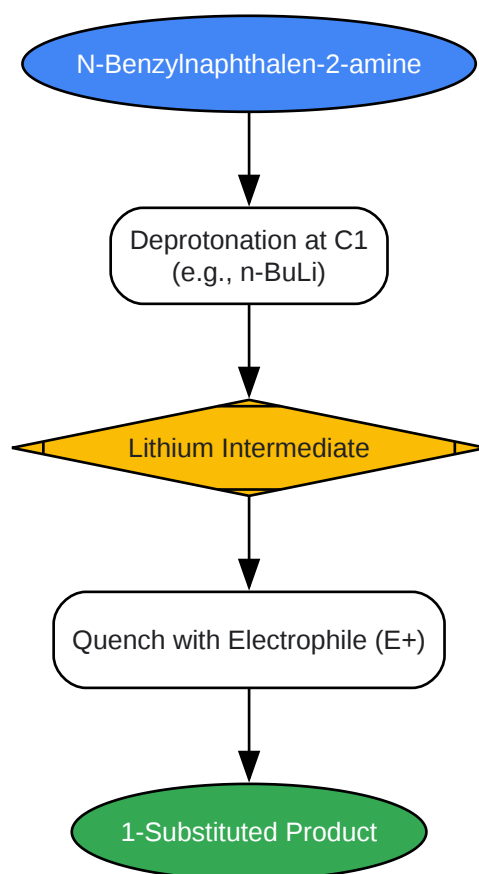 N-Benzylnaphthalen-2-amine
Deprotonation at C1
(e.g., n-BuLi)
Lithium Intermediate
Quench with Electrophile (E+)
1-Substituted Product